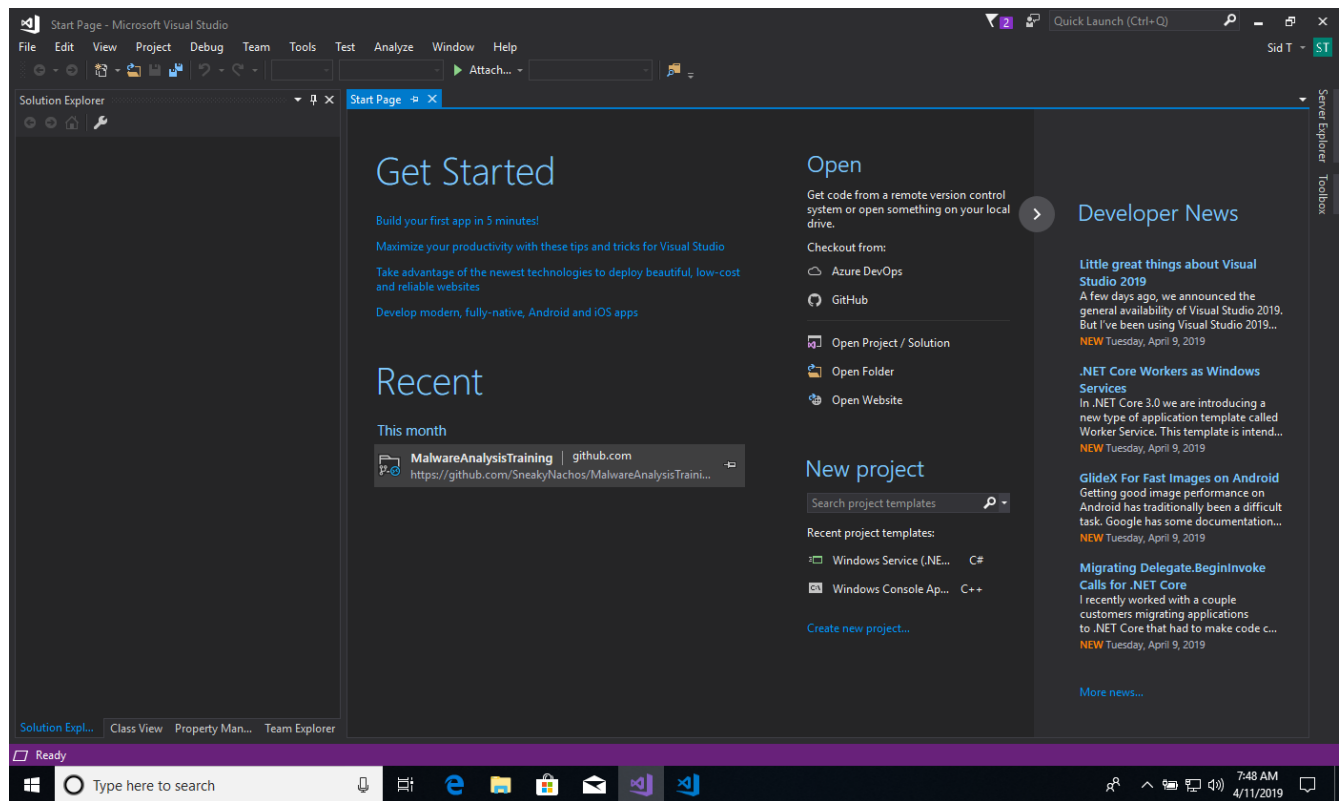 Start Page - Microsoft Visual Studio
2
Quick Launch (Ctrl+Q)
File Edit View Project Debug Team Tools Test Analyze Window Help
Sid T
ST
Attach...
Solution Explorer
Start Page
Server Explorer
Toolbox
Get Started
Build your first app in 5 minutes!
Maximize your productivity with these tips and tricks for Visual Studio
Take advantage of the newest technologies to deploy beautiful, low-cost
and reliable websites
Develop modern, fully-native, Android and iOS apps
Recent
This month
MalwareAnalysisTraining | github.com
https://github.com/SneakyNachos/MalwareAnalysisTraini...
Open
Get code from a remote version control
system or open something on your local
drive.
Checkout from:
Azure DevOps
GitHub
Open Project / Solution
Open Folder
Open Website
New project
Search project templates
Recent project templates:
Windows Service (.NE... C#
Windows Console Ap... C++
Create new project...
Developer News
Little great things about Visual
Studio 2019
A few days ago, we announced the
general availability of Visual Studio 2019.
But I've been using Visual Studio 2019...
NEW Tuesday, April 9, 2019
.NET Core Workers as Windows
Services
In .NET Core 3.0 we are introducing a
new type of application template called
Worker Service. This template is intend...
NEW Tuesday, April 9, 2019
GlideX For Fast Images on Android
Getting good image performance on
Android has traditionally been a difficult
task. Google has some documentation...
NEW Tuesday, April 9, 2019
Migrating Delegate.BeginInvoke
Calls for .NET Core
I recently worked with a couple
customers migrating applications
to .NET Core that had to make code c...
NEW Tuesday, April 9, 2019
More news...
Solution Expl... Class View Property Man... Team Explorer
Ready
Type here to search
7:48 AM
4/11/2019